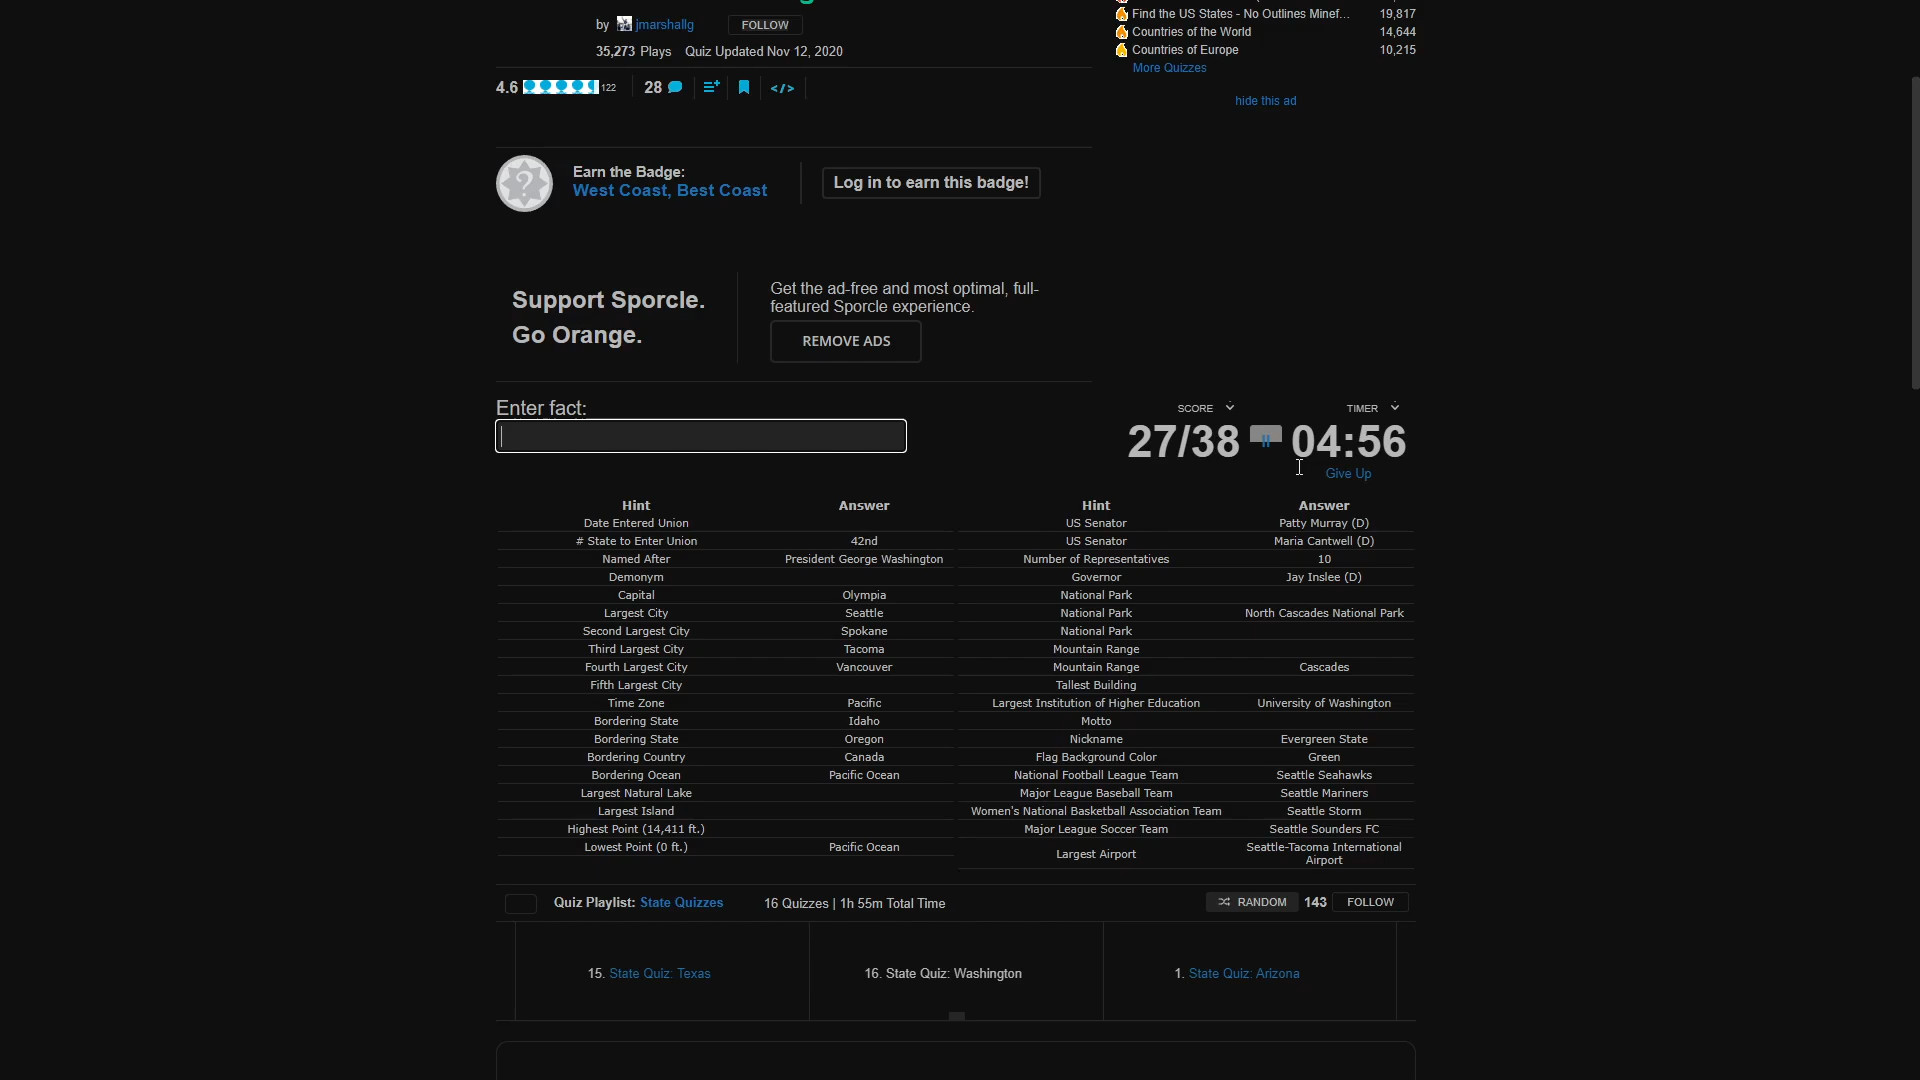 by jmarshallg FOLLOW
35,273 Plays Quiz Updated Nov 12, 2020
4.6 122 28 </>
Find the US States - No Outlines Minef... 19,817
Countries of the World 14,644
Countries of Europe 10,215
More Quizzes
hide this ad
Earn the Badge:
West Coast, Best Coast
Log in to earn this badge!
Support Sporcle.
Go Orange.
Get the ad-free and most optimal, full-
featured Sporcle experience.
REMOVE ADS
Enter fact:
SCORE TIMER
27/38 04:56
Give Up
Hint Answer
Date Entered Union
# State to Enter Union 42nd
Named After President George Washington
Demonym
Capital Olympia
Largest City Seattle
Second Largest City Spokane
Third Largest City Tacoma
Fourth Largest City Vancouver
Fifth Largest City
Time Zone Pacific
Bordering State Idaho
Bordering State Oregon
Bordering Country Canada
Bordering Ocean Pacific Ocean
Largest Natural Lake
Largest Island
Highest Point (14,411 ft.)
Lowest Point (0 ft.) Pacific Ocean
Hint Answer
US Senator Patty Murray (D)
US Senator Maria Cantwell (D)
Number of Representatives 10
Governor Jay Inslee (D)
National Park
National Park North Cascades National Park
National Park
Mountain Range
Mountain Range Cascades
Tallest Building
Largest Institution of Higher Education University of Washington
Motto
Nickname Evergreen State
Flag Background Color Green
National Football League Team Seattle Seahawks
Major League Baseball Team Seattle Mariners
Women's National Basketball Association Team Seattle Storm
Major League Soccer Team Seattle Sounders FC
Largest Airport Seattle-Tacoma International
Airport
Quiz Playlist: State Quizzes 16 Quizzes | 1h 55m Total Time RANDOM 143 FOLLOW
15. State Quiz: Texas
16. State Quiz: Washington
1. State Quiz: Arizona